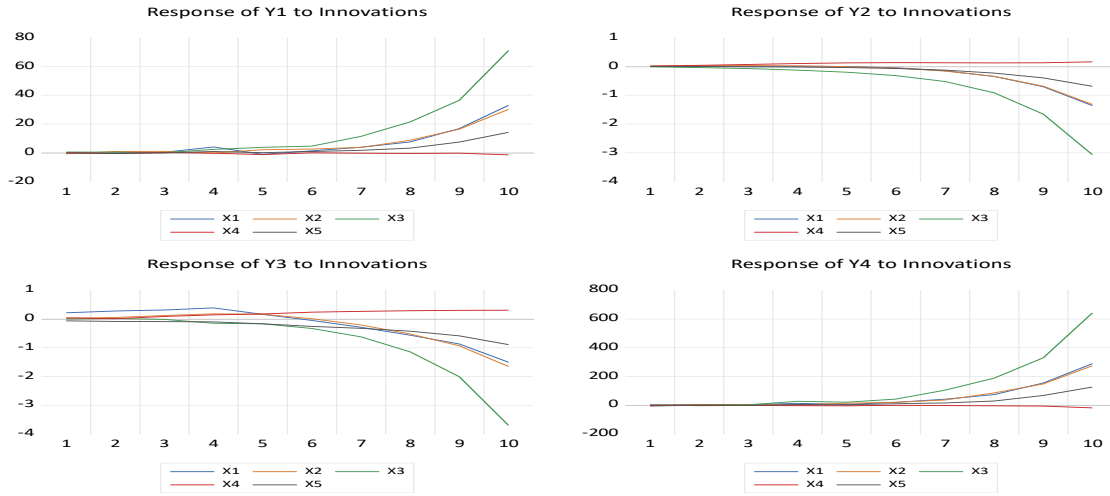 Response of Y1 to Innovations
80
60
40
20
0
-20
1 2 3 4 5 6 7 8 9 10
X1 X2 X3
X4 X5
Response of Y2 to Innovations
1
0
-1
-2
-3
-4
1 2 3 4 5 6 7 8 9 10
X1 X2 X3
X4 X5
Response of Y3 to Innovations
1
0
-1
-2
-3
-4
1 2 3 4 5 6 7 8 9 10
X1 X2 X3
X4 X5
Response of Y4 to Innovations
800
600
400
200
0
-200
1 2 3 4 5 6 7 8 9 10
X1 X2 X3
X4 X5